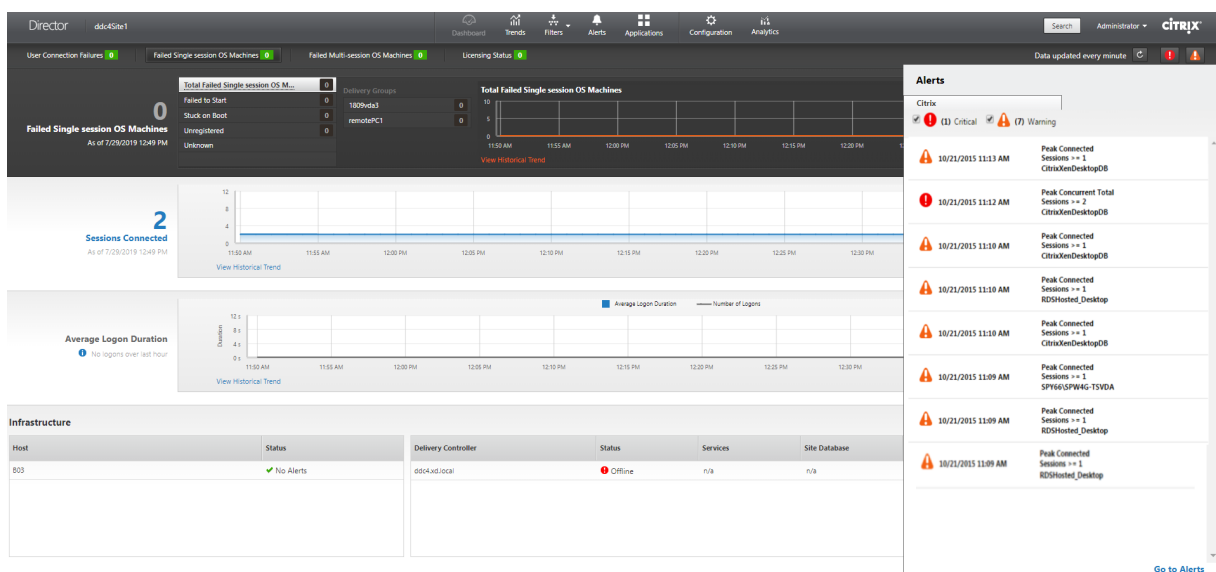 Director
ddc4Site1
Dashboard
Trends
Filters
Alerts
Applications
Configuration
Analytics
Search
Administrator
CITRIX
User Connection Failures 0
Failed Single session OS Machines 0
Failed Multi-session OS Machines 0
Licensing Status 0
Data updated every minute
0
Failed Single session OS Machines
As of 7/29/2019 12:49 PM
Total Failed Single session OS M... 0
Failed to Start 0
Stuck on Boot 0
Unregistered 0
Unknown
Delivery Groups
1809vda3 0
remotePC1 0
Total Failed Single session OS Machines
10
5
0
11:50 AM 11:55 AM 12:00 PM 12:05 PM 12:10 PM 12:15 PM 12:20 PM
View Historical Trend
2
Sessions Connected
As of 7/29/2019 12:49 PM
12
8
4
0
11:50 AM 11:55 AM 12:00 PM 12:05 PM 12:10 PM 12:15 PM 12:20 PM 12:25 PM 12:30 PM
View Historical Trend
Average Logon Duration
No logons over last hour
Average Logon Duration Number of Logons
Duration
12 s
8 s
4 s
0 s
11:50 AM 11:55 AM 12:00 PM 12:05 PM 12:10 PM 12:15 PM 12:20 PM 12:25 PM 12:30 PM
View Historical Trend
Infrastructure
Host Status
B03 No Alerts
Delivery Controller Status Services Site Database
ddc4.xd.local Offline n/a n/a
Alerts
Citrix
(1) Critical (7) Warning
10/21/2015 11:13 AM
Peak Connected
Sessions >= 1
CitrixXenDesktopDB
10/21/2015 11:12 AM
Peak Concurrent Total
Sessions >= 2
CitrixXenDesktopDB
10/21/2015 11:10 AM
Peak Connected
Sessions >= 1
CitrixXenDesktopDB
10/21/2015 11:10 AM
Peak Connected
Sessions >= 1
RDSHosted_Desktop
10/21/2015 11:10 AM
Peak Connected
Sessions >= 1
CitrixXenDesktopDB
10/21/2015 11:09 AM
Peak Connected
Sessions >= 1
SPY66\SPW4G-TSVDA
10/21/2015 11:09 AM
Peak Connected
Sessions >= 1
RDSHosted_Desktop
10/21/2015 11:09 AM
Peak Connected
Sessions >= 1
RDSHosted_Desktop
Go to Alerts